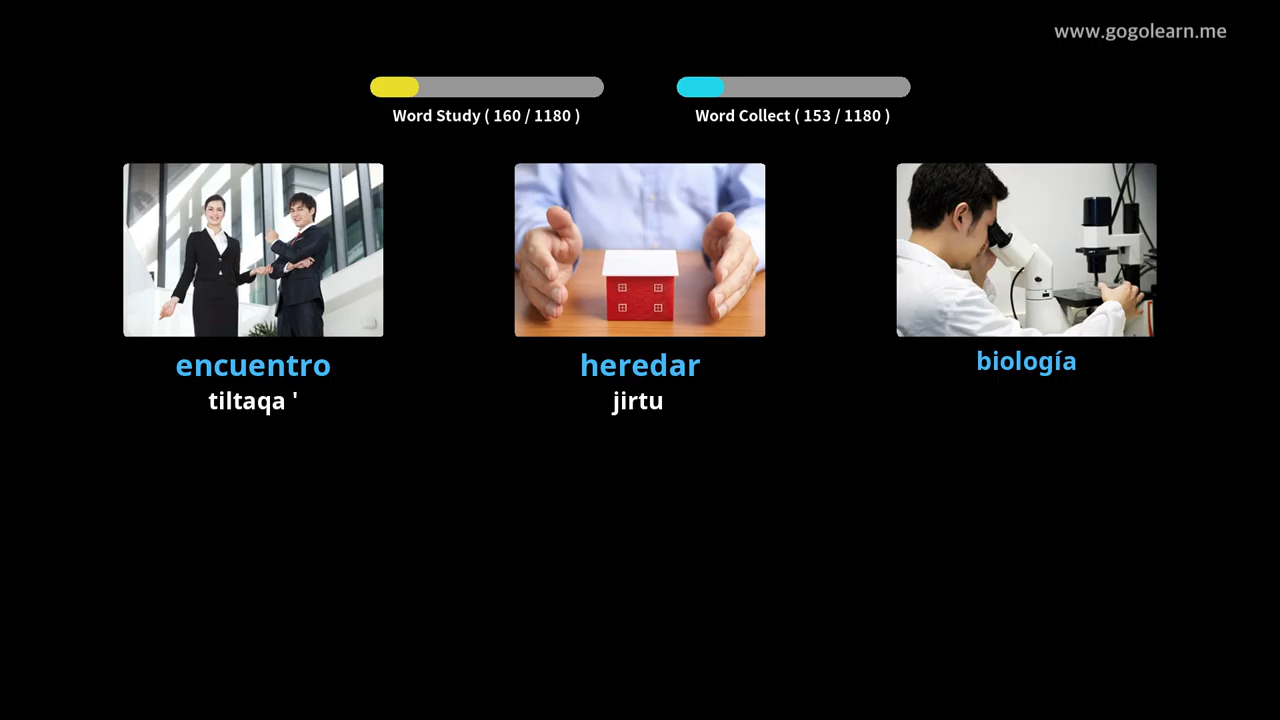 www.gogolearn.me
Word Study ( 160 / 1180 )
Word Collect ( 153 / 1180 )
encuentro
tiltaqa '
heredar
jirtu
biología